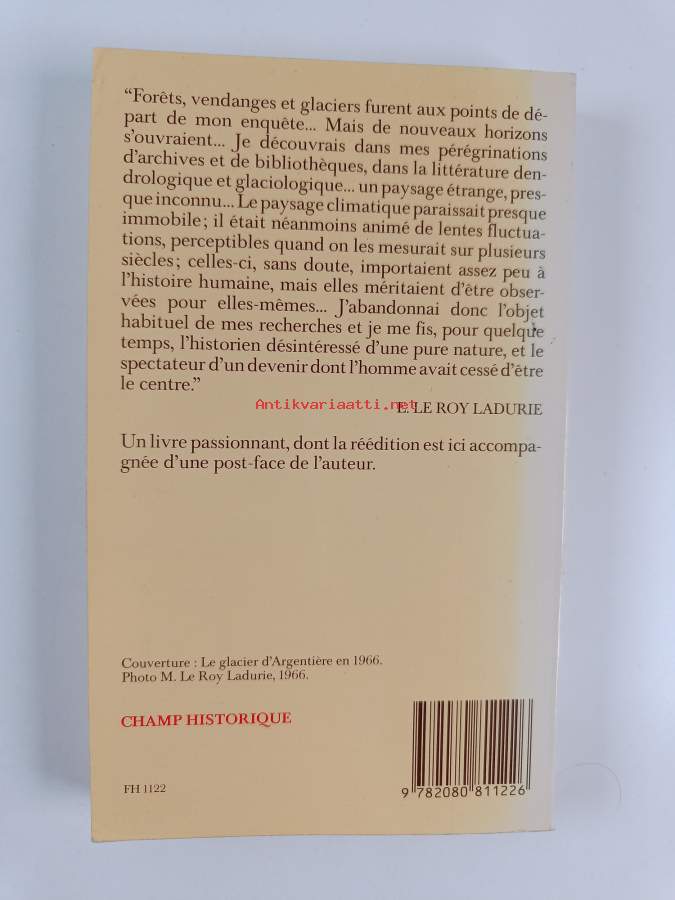 “Forêts, vendanges et glaciers furent aux points de dé-
part de mon enquête... Mais de nouveaux horizons
s’ouvraient... Je découvrais dans mes pérégrinations
d’archives et de bibliothèques, dans la littérature den-
drologique et glaciologique... un paysage étrange, pres-
que inconnu... Le paysage climatique paraissait presque
immobile ; il était néanmoins animé de lentes fluctua-
tions, perceptibles quand on les mesurait sur plusieurs
siècles ; celles-ci, sans doute, importaient assez peu à
l’histoire humaine, mais elles méritaient d’être obser-
vées pour elles-mêmes... J’abandonnai donc l’objet
habituel de mes recherches et je me fis, pour quelque
temps, l’historien désintéressé d’une pure nature, et le
spectateur d’un devenir dont l’homme avait cessé d’être
le centre.”
Antikvariaatti.net
E. LE ROY LADURIE
Un livre passionnant, dont la réédition est ici accompa-
gnée d’une post-face de l’auteur.
Couverture : Le glacier d’Argentière en 1966.
Photo M. Le Roy Ladurie, 1966.
CHAMP HISTORIQUE
FH 1122
9 782080 811226